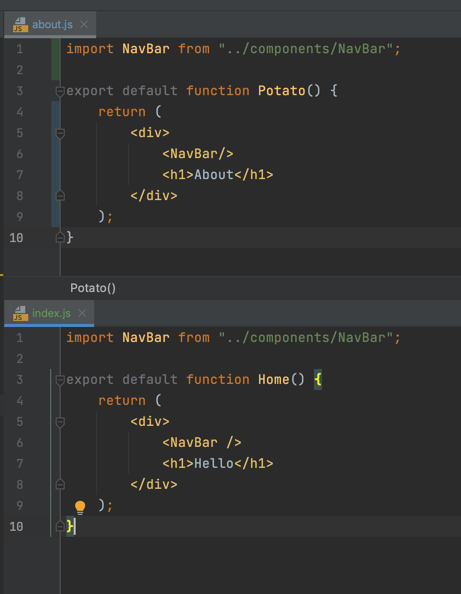 about.js
1 import NavBar from "../components/NavBar";
2
3 export default function Potato() {
4     return (
5         <div>
6             <NavBar/>
7             <h1>About</h1>
8         </div>
9     );
10 }
Potato()
index.js
1 import NavBar from "../components/NavBar";
2
3 export default function Home() {
4     return (
5         <div>
6             <NavBar />
7             <h1>Hello</h1>
8         </div>
9     );
10 }